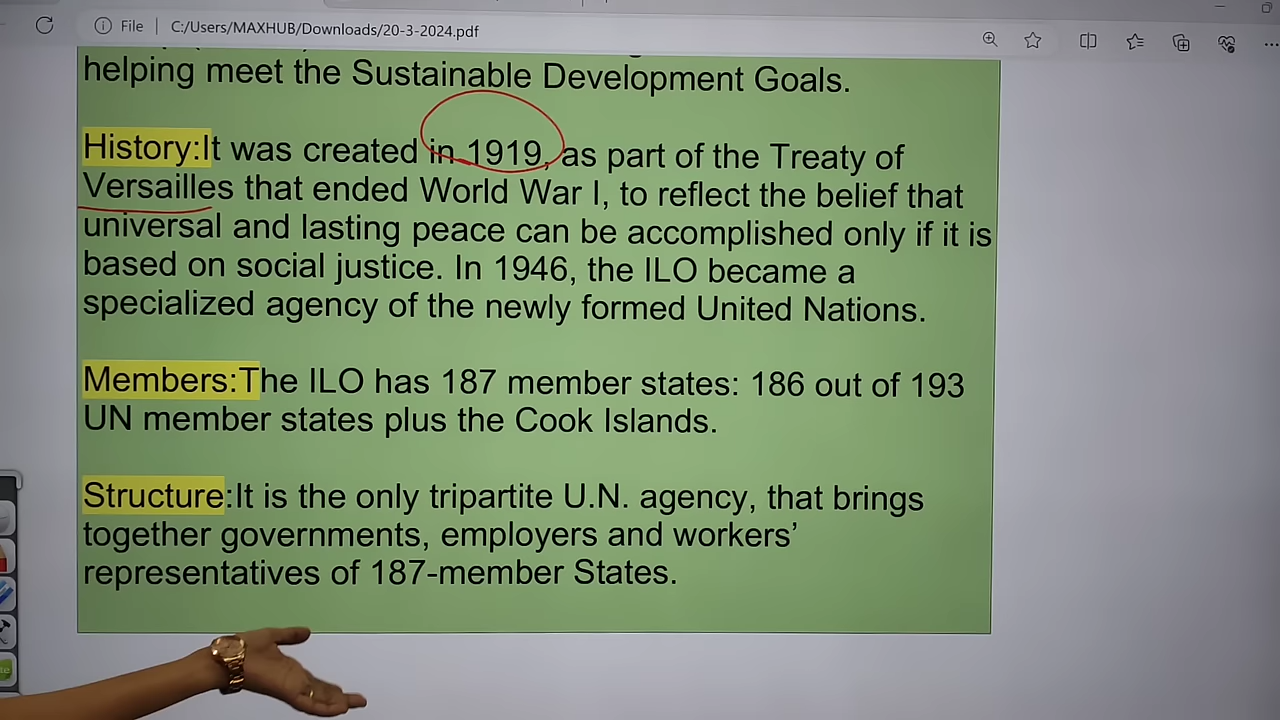 File C:/Users/MAXHUB/Downloads/20-3-2024.pdf
helping meet the Sustainable Development Goals.
History:It was created in 1919, as part of the Treaty of
Versailles that ended World War I, to reflect the belief that
universal and lasting peace can be accomplished only if it is
based on social justice. In 1946, the ILO became a
specialized agency of the newly formed United Nations.
Members:The ILO has 187 member states: 186 out of 193
UN member states plus the Cook Islands.
Structure:It is the only tripartite U.N. agency, that brings
together governments, employers and workers’
representatives of 187-member States.